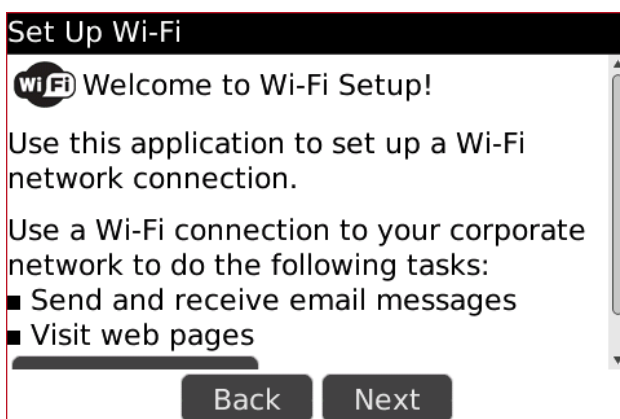 Set Up Wi-Fi
Wi Fi Welcome to Wi-Fi Setup!
Use this application to set up a Wi-Fi
network connection.
Use a Wi-Fi connection to your corporate
network to do the following tasks:
■ Send and receive email messages
■ Visit web pages
Back Next